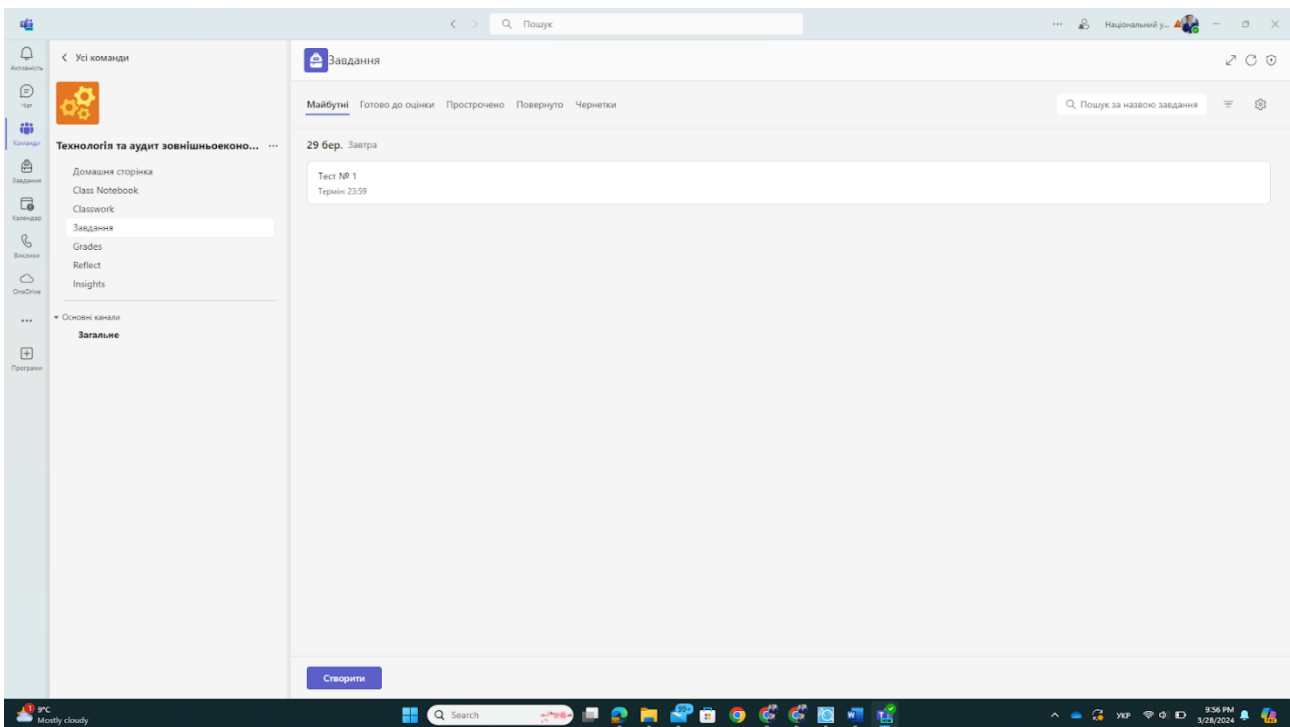 Пошук
Національний у...
Активність
Чат
Команди
Завдання
Календар
Виклики
OneDrive
Програми
Усі команди
Технологія та аудит зовнішньоеконо...
Домашня сторінка
Class Notebook
Classwork
Завдання
Grades
Reflect
Insights
Основні канали
Загальне
Завдання
Майбутні Готово до оцінки Прострочено Повернуто Чернетки
Пошук за назвою завдання
29 бер. Завтра
Тест № 1
Термін: 23:59
Створити
1
9°C
Mostly cloudy
Search
99+
УКР
9:56 PM
3/28/2024